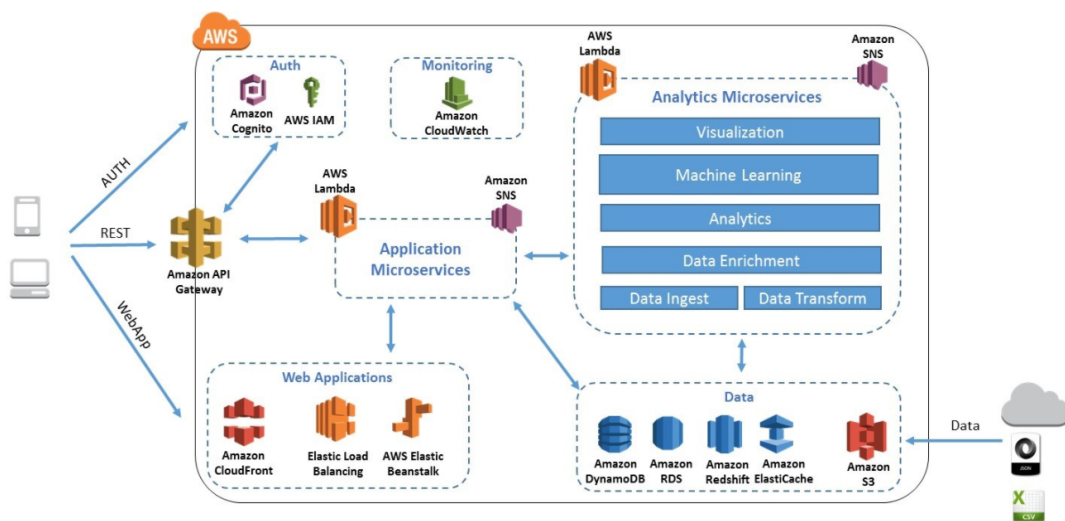 AWS
Auth
Amazon
Cognito
AWS IAM
Monitoring
Amazon
CloudWatch
AWS
Lambda
Amazon
SNS
Analytics Microservices
Visualization
Machine Learning
Analytics
Data Enrichment
Data Ingest
Data Transform
AUTH
REST
WebApp
Amazon API
Gateway
AWS
Lambda
Amazon
SNS
Application
Microservices
Web Applications
Amazon
CloudFront
Elastic Load
Balancing
AWS Elastic
Beanstalk
Data
Amazon
DynamoDB
Amazon
RDS
Amazon
Redshift
Amazon
ElastiCache
Amazon
S3
Data
JSON
X
CSV